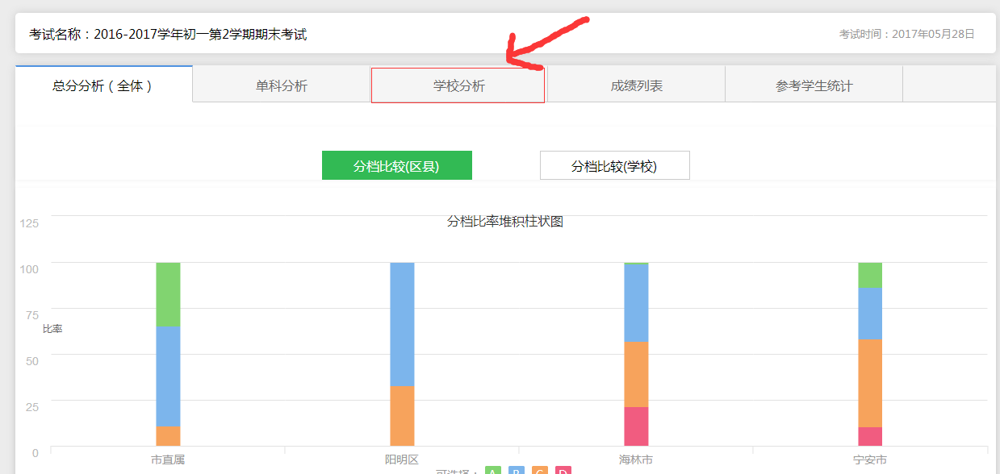 考试名称：2016-2017学年初一第2学期期末考试
考试时间：2017年05月28日
总分分析（全体） 单科分析 学校分析 成绩列表 参考学生统计
分档比较(区县) 分档比较(学校)
分档比率堆积柱状图
125
100
75
比率
50
25
0
市直属 阳明区 海林市 宁安市
可选择： A B C D